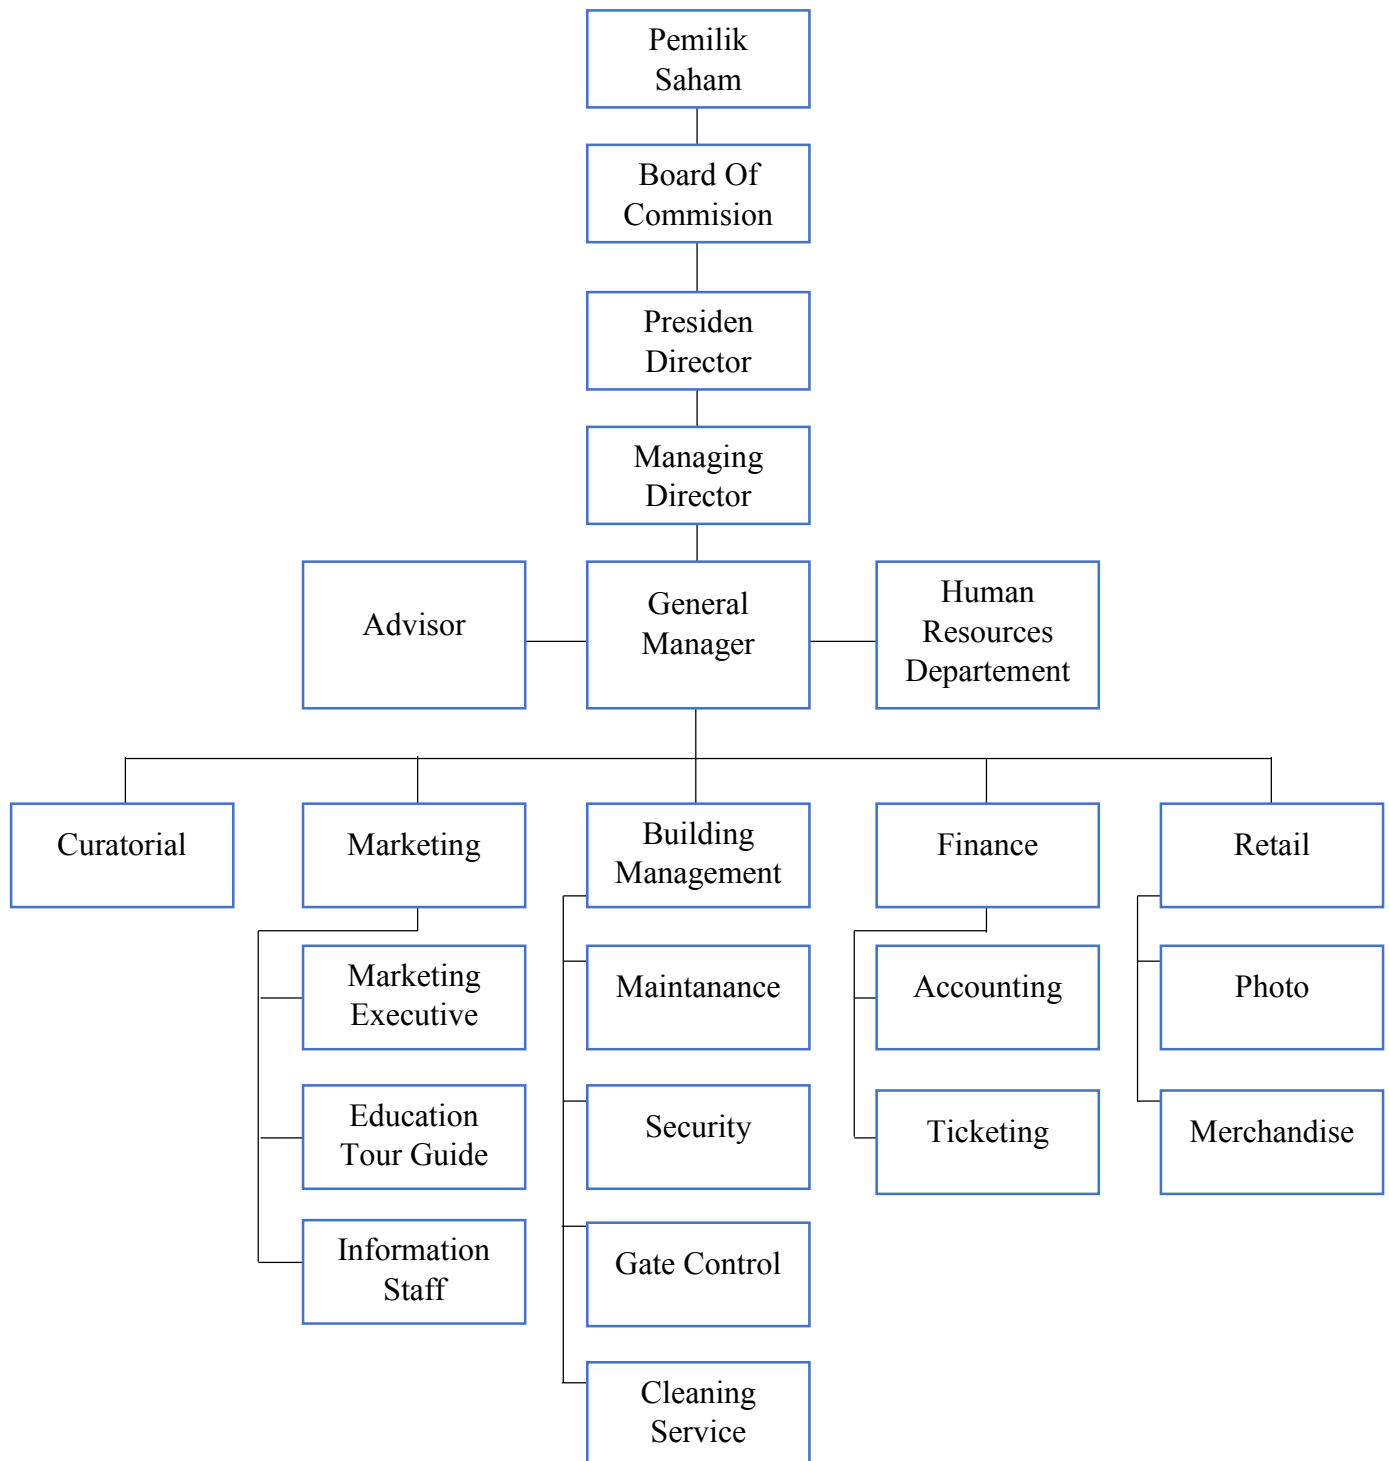 Pemilik
Saham
Board Of
Commision
Presiden
Director
Managing
Director
Advisor
General
Manager
Human
Resources
Departement
Curatorial
Marketing
Building
Management
Finance
Retail
Marketing
Executive
Maintanance
Accounting
Photo
Education
Tour Guide
Security
Ticketing
Merchandise
Information
Staff
Gate Control
Cleaning
Service